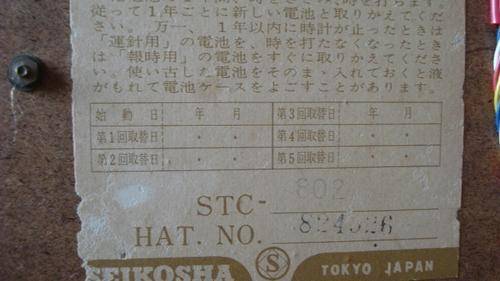 従って1年ごとに新しい電池と取りかえてくださ
い。 万一、 1年以内に時計が止ったときは
「運針用」の電池を、時を打たなくなったとき
は「報時用」の電池をすぐに取りかえてくださ
い。使い古した電池をそのまゝ入れておくと液
がもれて電池ケースをよごすことがあります。
始動日 年 月 第3回取替日 年 月
第1回取替日 ・ ・ 第4回取替日 ・ ・
第2回取替日 ・ ・ 第5回取替日 ・ ・
STC- 802
HAT. NO. 824026
SEIKOSHA S TOKYO JAPAN